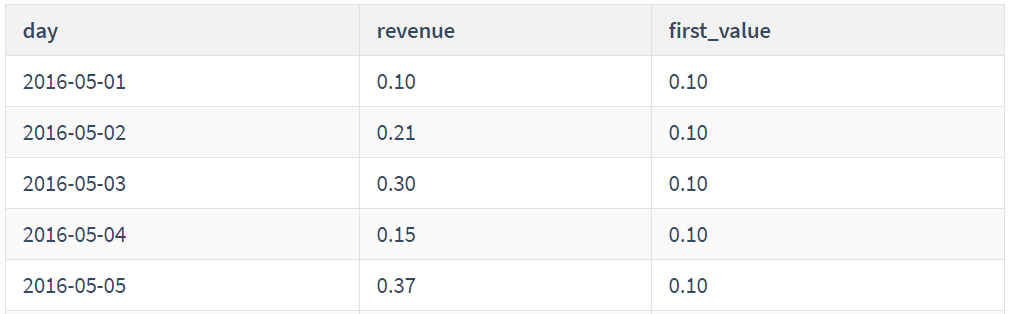 day revenue first_value
2016-05-01 0.10 0.10
2016-05-02 0.21 0.10
2016-05-03 0.30 0.10
2016-05-04 0.15 0.10
2016-05-05 0.37 0.10